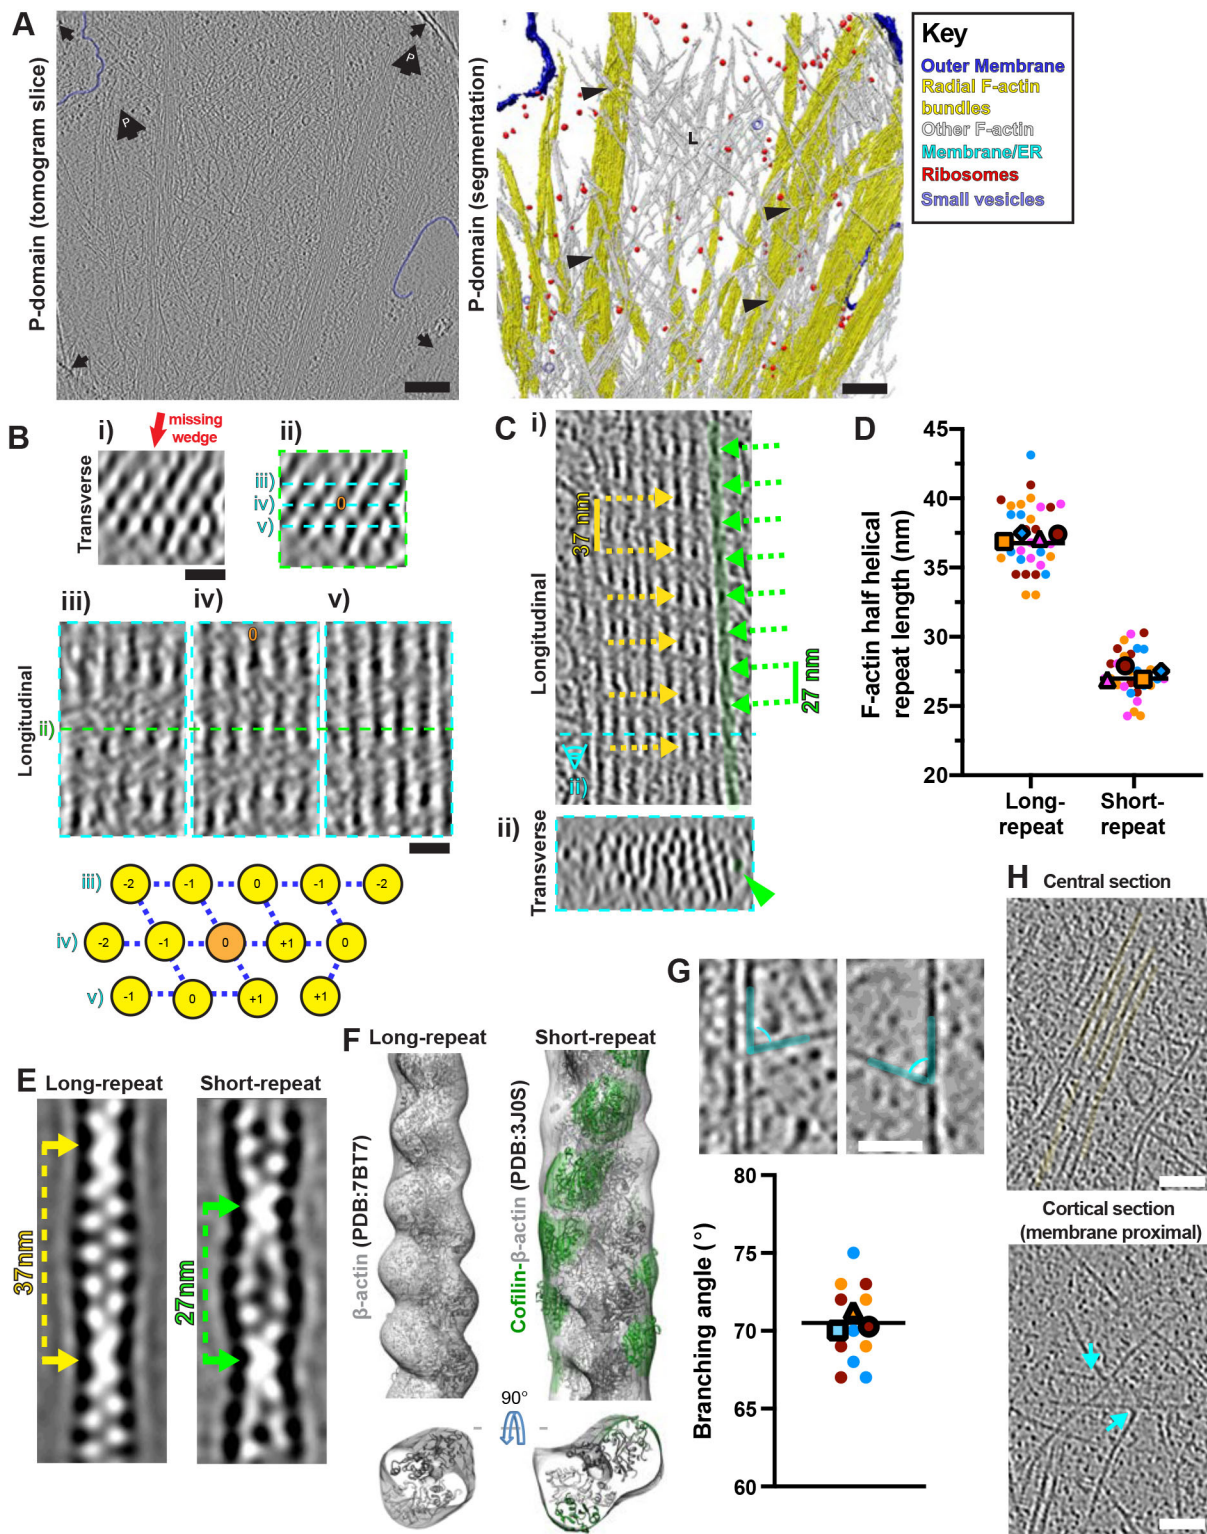 A
P-domain (tomogram slice)
P
P
P-domain (segmentation)
L
Key
Outer Membrane
Radial F-actin
bundles
Other F-actin
Membrane/ER
Ribosomes
Small vesicles
B
i)
missing
wedge
Transverse
ii)
iii)
iv)
v)
0
iii)
iv)
v)
Longitudinal
ii)
0
iii)
-2
-1
0
-1
-2
iv)
-2
-1
0
+1
0
v)
-1
0
+1
+1
C
i)
Longitudinal
37 nm
27 nm
ii)
ii)
Transverse
D
F-actin half helical
repeat length (nm)
45
40
35
30
25
20
Long-
repeat
Short-
repeat
E
Long-repeat
Short-repeat
37nm
27nm
F
Long-repeat
Short-repeat
β-actin (PDB:7BT7)
Cofilin-β-actin (PDB:3J0S)
90°
G
Branching angle (°)
80
75
70
65
60
H
Central section
Cortical section
(membrane proximal)